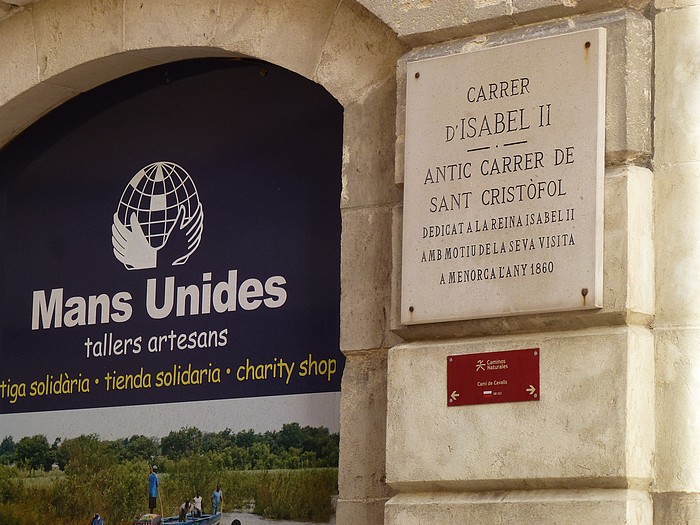 CARRER
D'ISABEL II
ANTIC CARRER DE
SANT CRISTÒFOL
DEDICAT A LA REINA ISABEL II
AMB MOTIU DE LA SEVA VISITA
A MENORCA L'ANY 1860
Mans Unides
tallers artesans
tiga solidària • tienda solidaria • charity shop
Caminos
Naturales
Camí de Cavalls